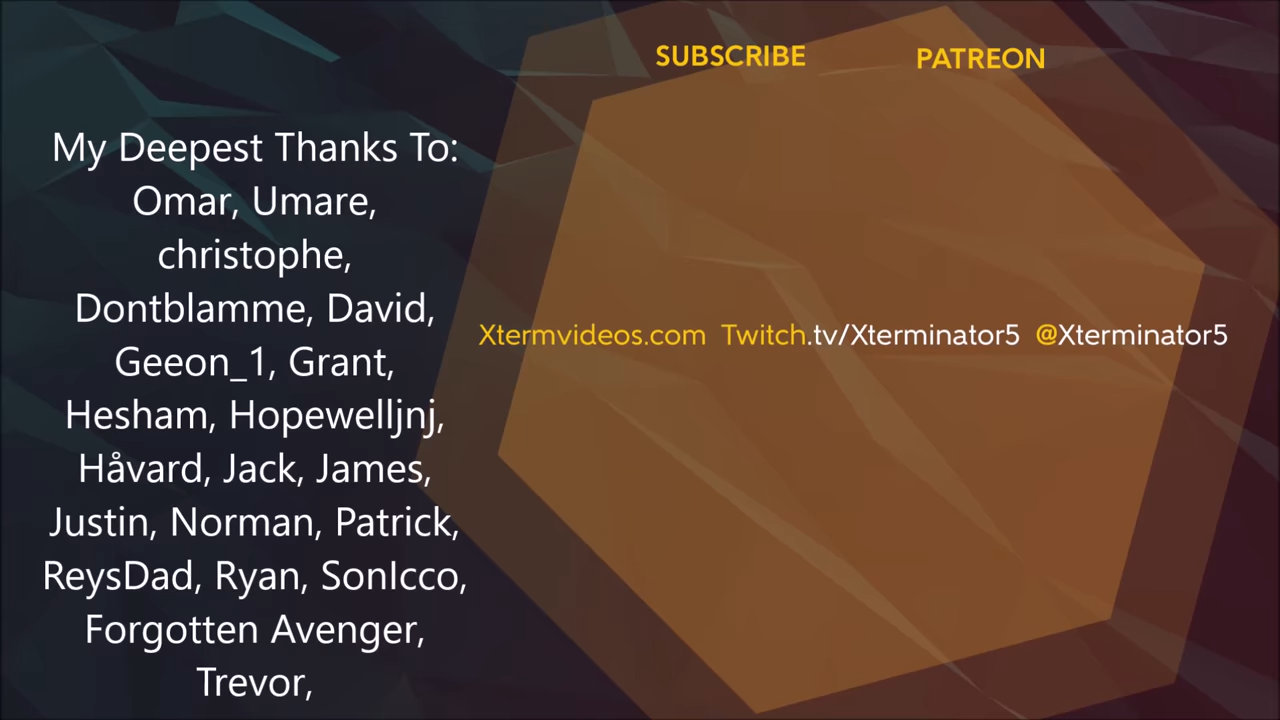 SUBSCRIBE
PATREON
My Deepest Thanks To:
Omar, Umare,
christophe,
Dontblamme, David,
Geeon_1, Grant,
Hesham, Hopewelljnj,
Håvard, Jack, James,
Justin, Norman, Patrick,
ReysDad, Ryan, SonIcco,
Forgotten Avenger,
Trevor,
Xtermvideos.com Twitch.tv/Xterminator5 @Xterminator5